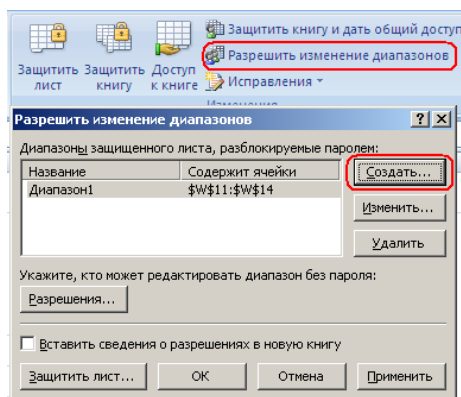 Защитить книгу и дать общий доступ
Разрешить изменение диапазонов
Защитить лист
Защитить книгу
Доступ к книге
Исправления
Изменения
Разрешить изменение диапазонов
Диапазоны защищенного листа, разблокируемые паролем:
Название Содержит ячейки
Диапазон1 $W$11:$W$14
Создать...
Изменить...
Удалить
Укажите, кто может редактировать диапазон без пароля:
Разрешения...
Вставить сведения о разрешениях в новую книгу
Защитить лист... ОК Отмена Применить